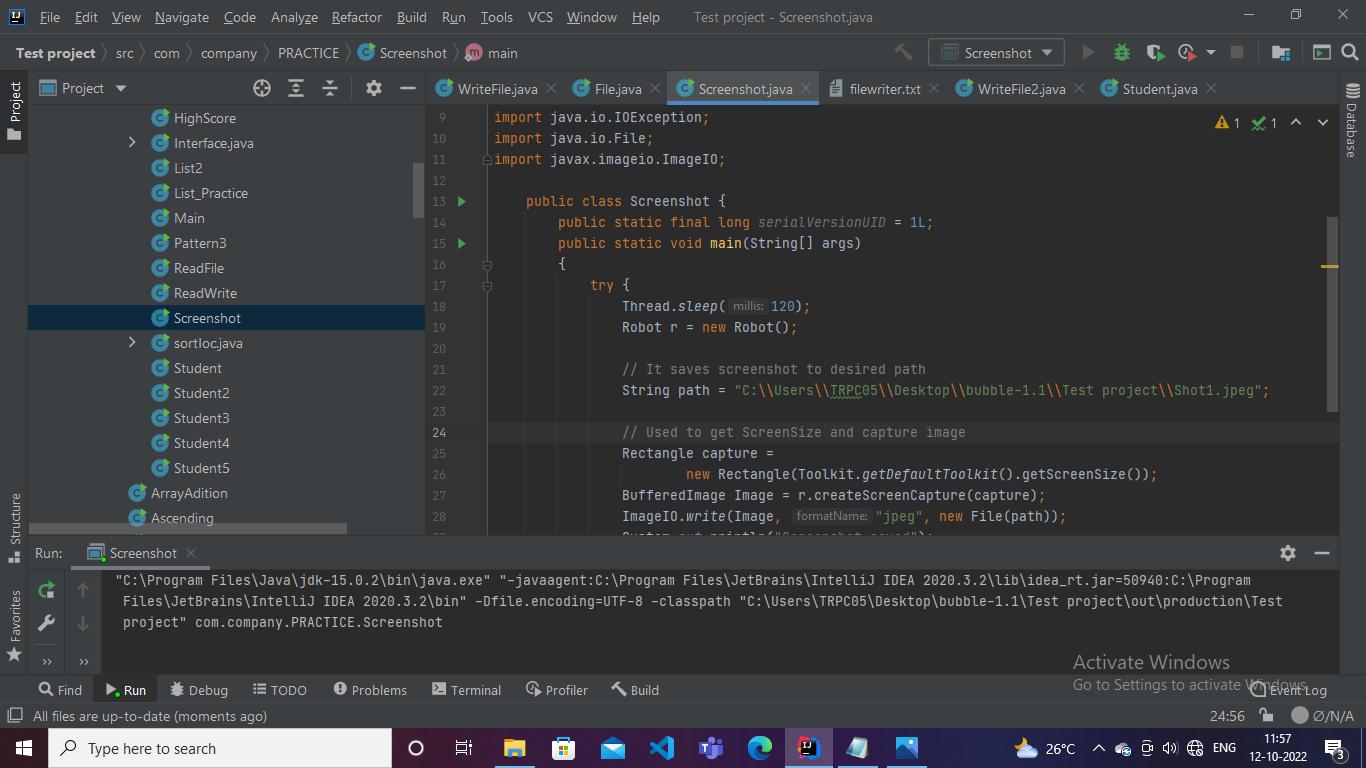 File Edit View Navigate Code Analyze Refactor Build Run Tools VCS Window Help Test project - Screenshot.java
Test project src com company PRACTICE Screenshot main Screenshot
Project
WriteFile.java File.java Screenshot.java filewriter.txt WriteFile2.java Student.java
Project
Database
HighScore
Interface.java
List2
List_Practice
Main
Pattern3
ReadFile
ReadWrite
Screenshot
sortloc.java
Student
Student2
Student3
Student4
Student5
ArrayAdition
Ascending
1 1
9 import java.io.IOException;
10 import java.io.File;
11 import javax.imageio.ImageIO;
12
13 public class Screenshot {
14 public static final long serialVersionUID = 1L;
15 public static void main(String[] args)
16 {
17 try {
18 Thread.sleep( millis: 120);
19 Robot r = new Robot();
20
21 // It saves screenshot to desired path
22 String path = "C:\\Users\\TRPC05\\Desktop\\bubble-1.1\\Test project\\Shot1.jpeg";
23
24 // Used to get ScreenSize and capture image
25 Rectangle capture =
26 new Rectangle(Toolkit.getDefaultToolkit().getScreenSize());
27 BufferedImage Image = r.createScreenCapture(capture);
28 ImageIO.write(Image, formatName: "jpeg", new File(path));
Structure
Favorites
Run: Screenshot
"C:\Program Files\Java\jdk-15.0.2\bin\java.exe" "-javaagent:C:\Program Files\JetBrains\IntelliJ IDEA 2020.3.2\lib\idea_rt.jar=50940:C:\Program
Files\JetBrains\IntelliJ IDEA 2020.3.2\bin" -Dfile.encoding=UTF-8 -classpath "C:\Users\TRPC05\Desktop\bubble-1.1\Test project\out\production\Test
project" com.company.PRACTICE.Screenshot
Activate Windows
Go to Settings to activate Windows.
Find Run Debug TODO Problems Terminal Profiler Build Event Log
All files are up-to-date (moments ago) 24:56 Ø/N/A
Type here to search 26°C ENG 11:57
12-10-2022
3